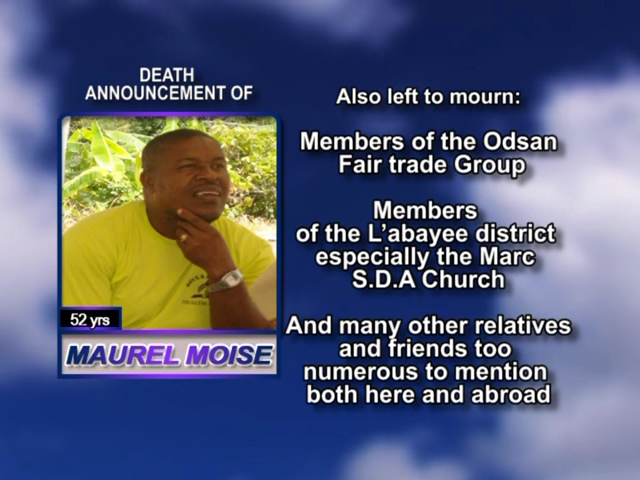 DEATH
ANNOUNCEMENT OF
52 yrs
MAUREL MOISE
Also left to mourn:
Members of the Odsan
Fair trade Group
Members
of the L'abayee district
especially the Marc
S.D.A Church
And many other relatives
and friends too
numerous to mention
both here and abroad